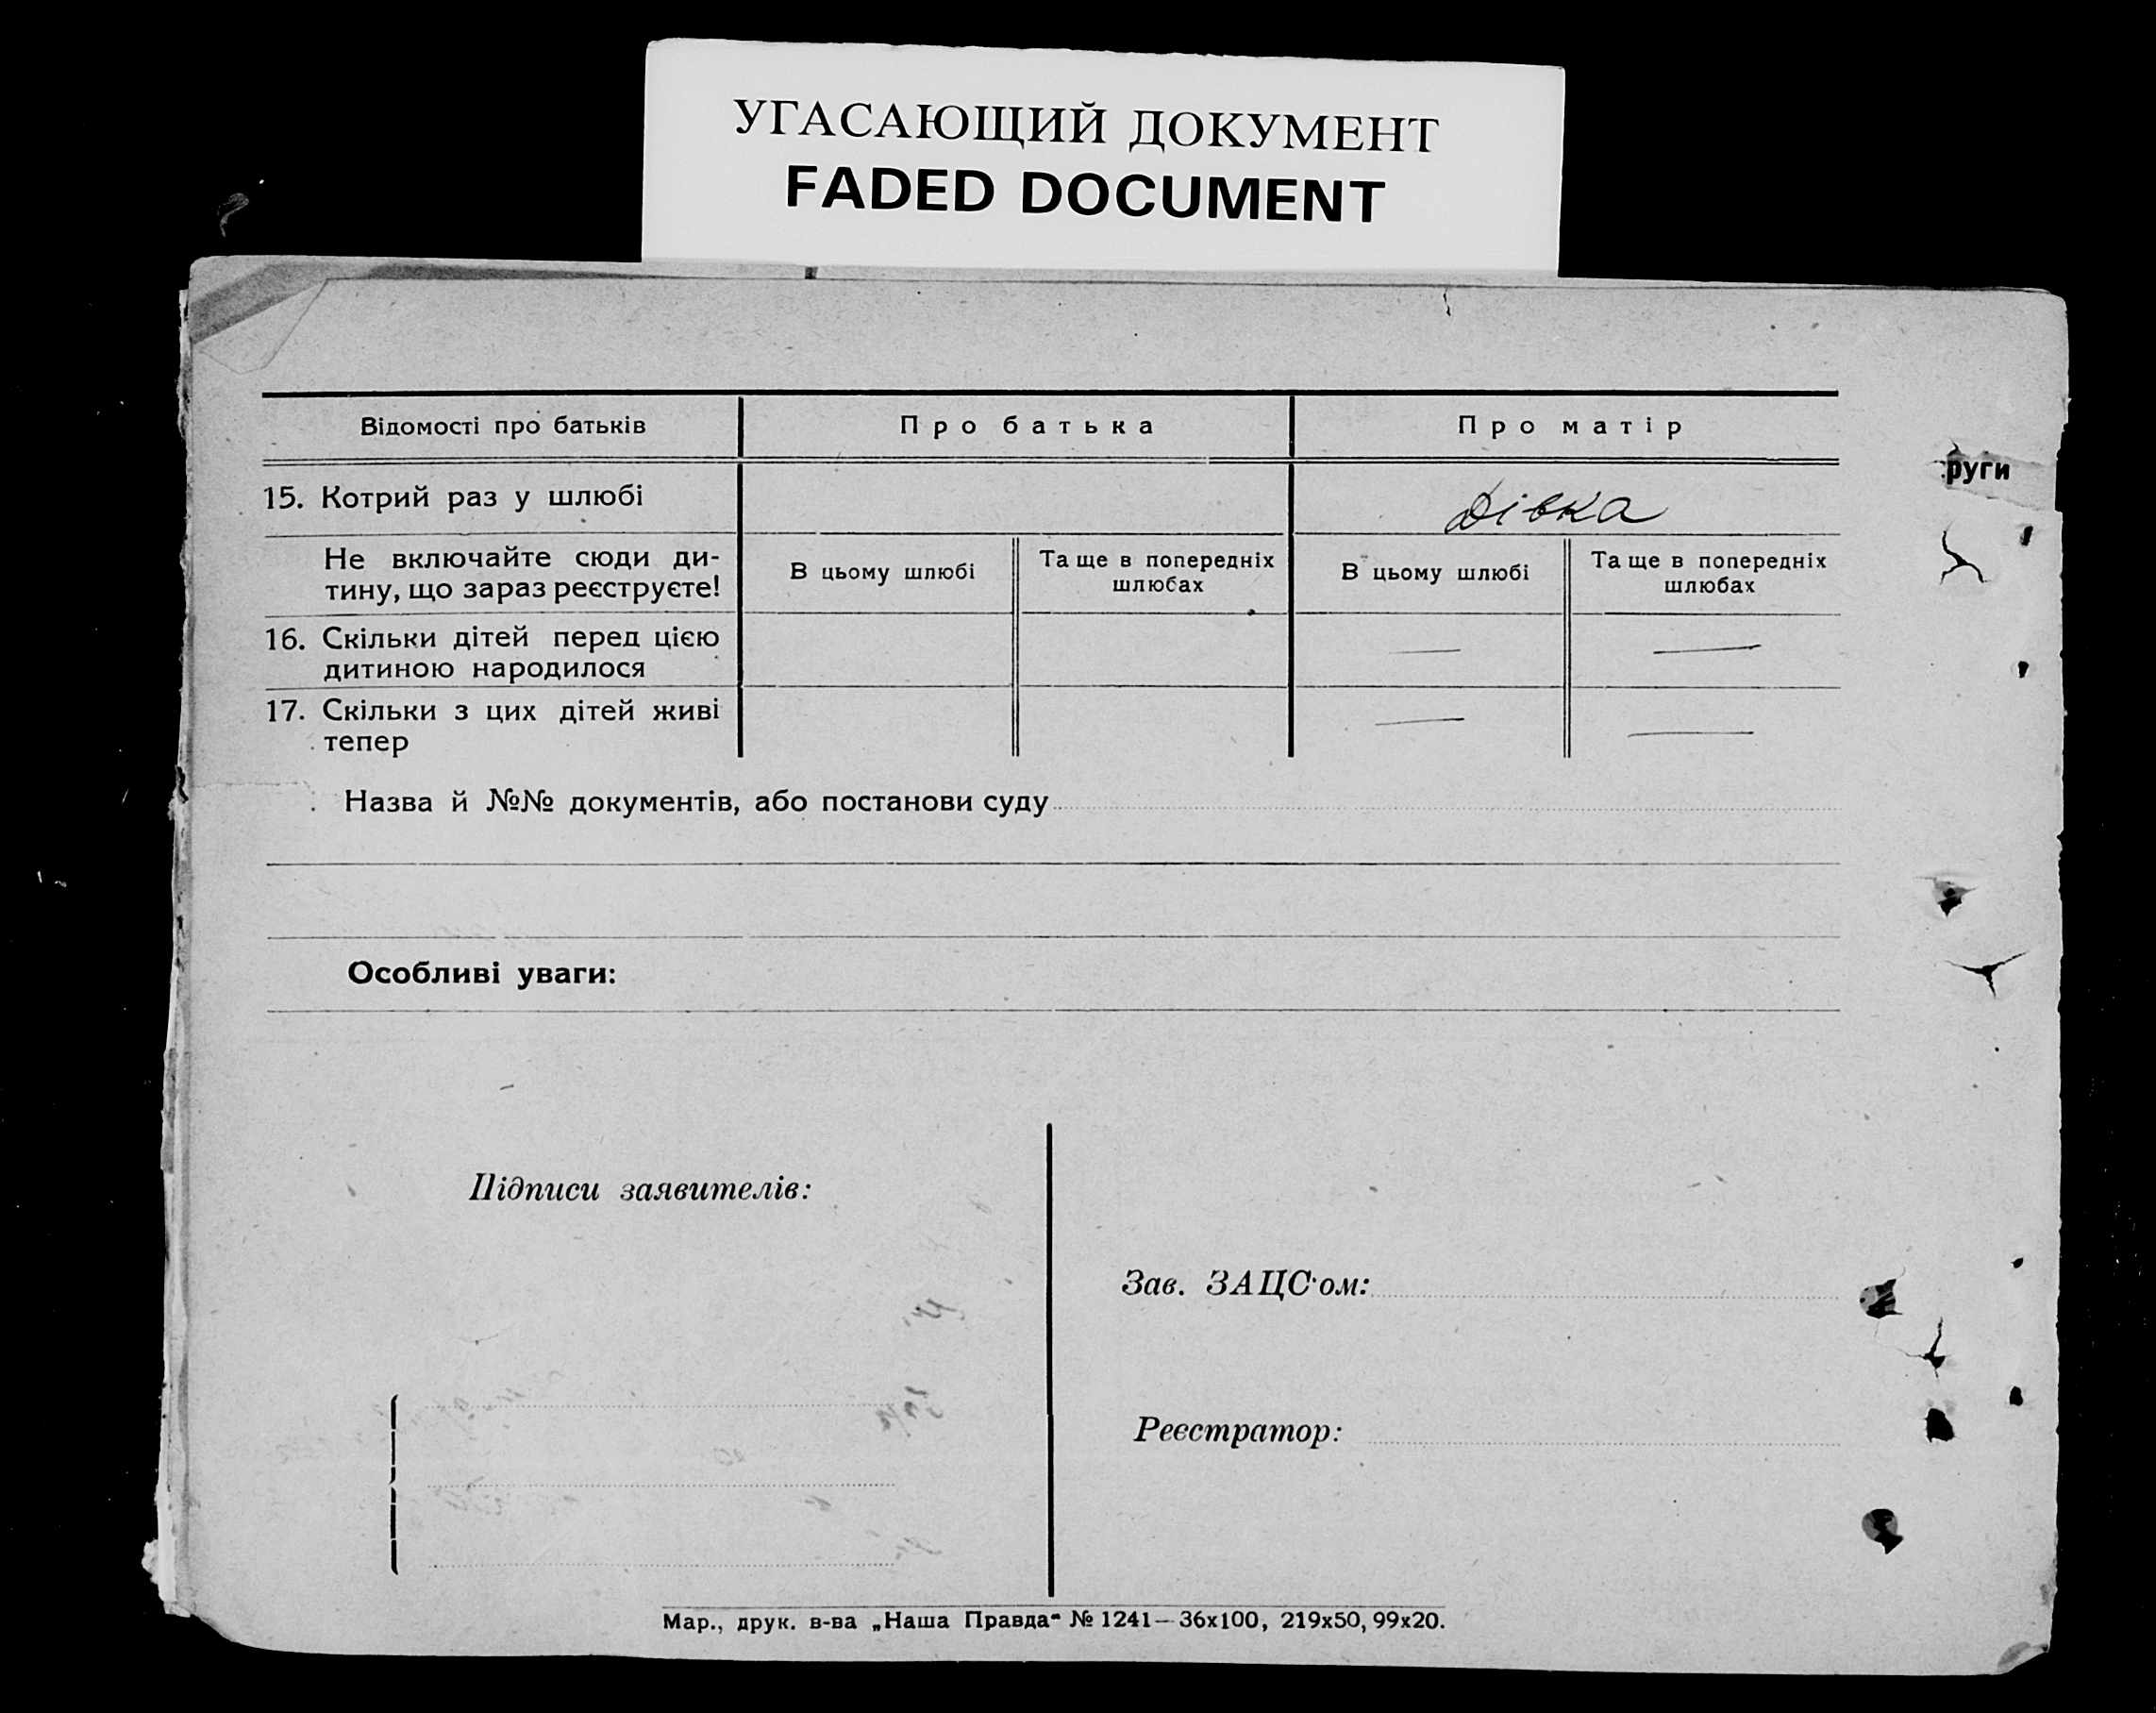 УГАСАЮЩИЙ ДОКУМЕНТ
FADED DOCUMENT
Відомості про батьків
Про батька
Про матір
руги
15. Котрий раз у шлюбі
дівка
Не включайте сюди ди-
тину, що зараз реєструєте!
В цьому шлюбі
Та ще в попередніх
шлюбах
В цьому шлюбі
Та ще в попередніх
шлюбах
16. Скільки дітей перед цією
дитиною народилося
— —
17. Скільки з цих дітей живі
тепер
— —
Назва й №№ документів, або постанови суду
Особливі уваги:
Підписи заявителів:
Зав. ЗАЦС'ом:
Реєстратор:
Мар., друк. в-ва „Наша Правда“ № 1241—36х100, 219х50, 99х20.